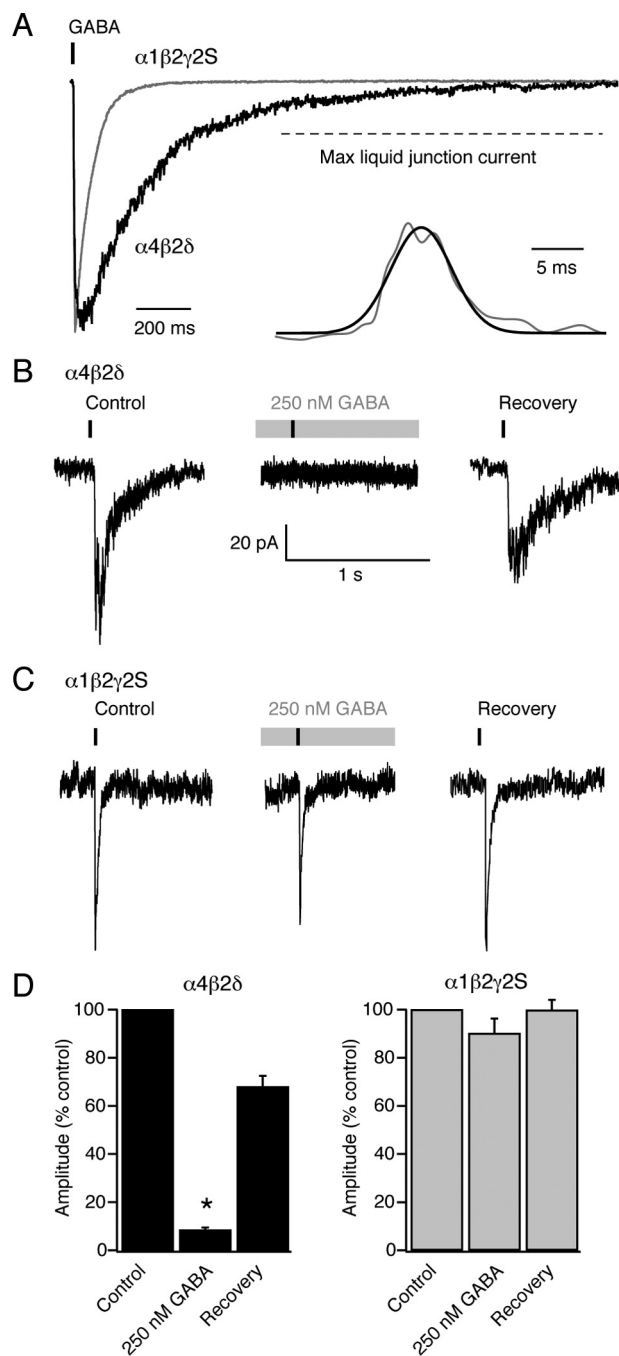 A
GABA
α1β2γ2S
Max liquid junction current
α4β2δ
200 ms
5 ms
B
α4β2δ
Control
250 nM GABA
Recovery
20 pA
1 s
C
α1β2γ2S
Control
250 nM GABA
Recovery
D
α4β2δ
Amplitude (% control)
100
80
60
40
20
0
*
Control
250 nM GABA
Recovery
α1β2γ2S
Amplitude (% control)
100
80
60
40
20
0
Control
250 nM GABA
Recovery